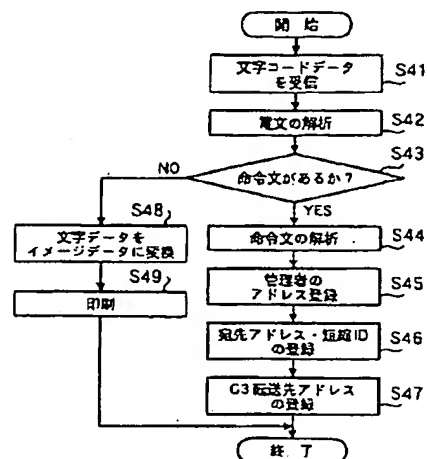 開 始
文字コードデータ
を受信
S41
電文の解析
S42
命令文があるか?
S43
NO
YES
文字データを
イメージデータに変換
S48
印刷
S49
命令文の解析
S44
管理者の
アドレス登録
S45
宛先アドレス・短縮ID
の登録
S46
G3転送先アドレス
の登録
S47
終 了